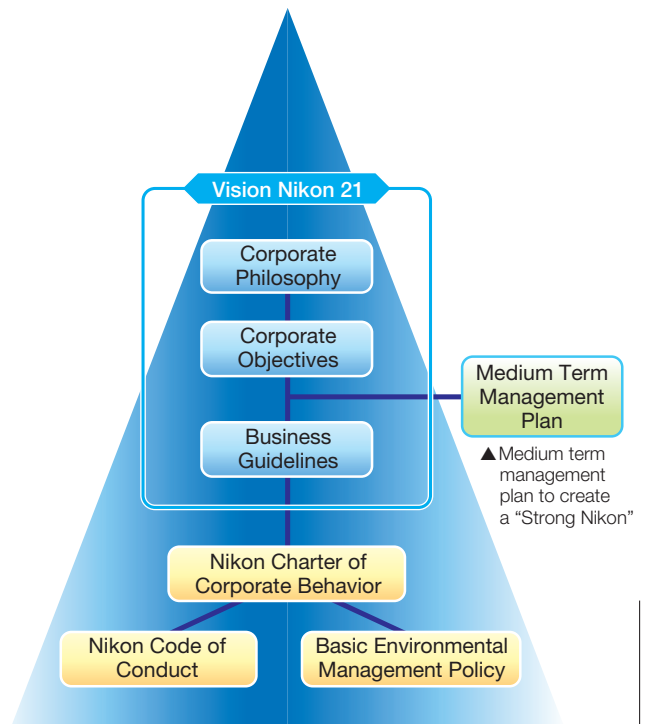 Vision Nikon 21
Corporate
Philosophy
Corporate
Objectives
Medium Term
Management
Plan
▲Medium term
management
plan to create
a “Strong Nikon”
Business
Guidelines
Nikon Charter of
Corporate Behavior
Nikon Code of
Conduct
Basic Environmental
Management Policy